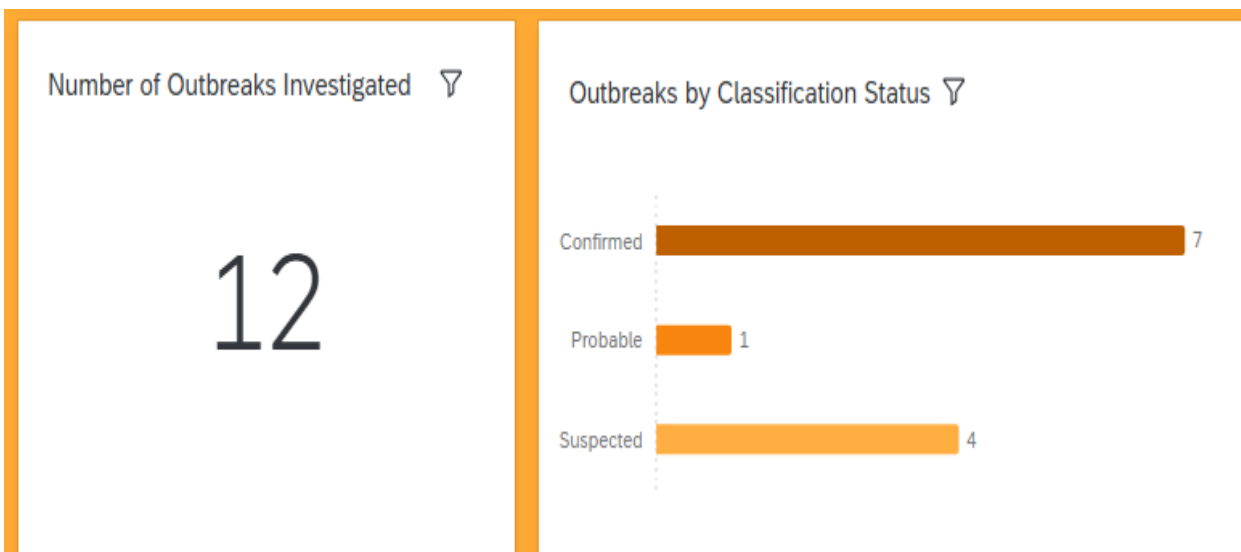 Number of Outbreaks Investigated
12
Outbreaks by Classification Status
Confirmed 7
Probable 1
Suspected 4